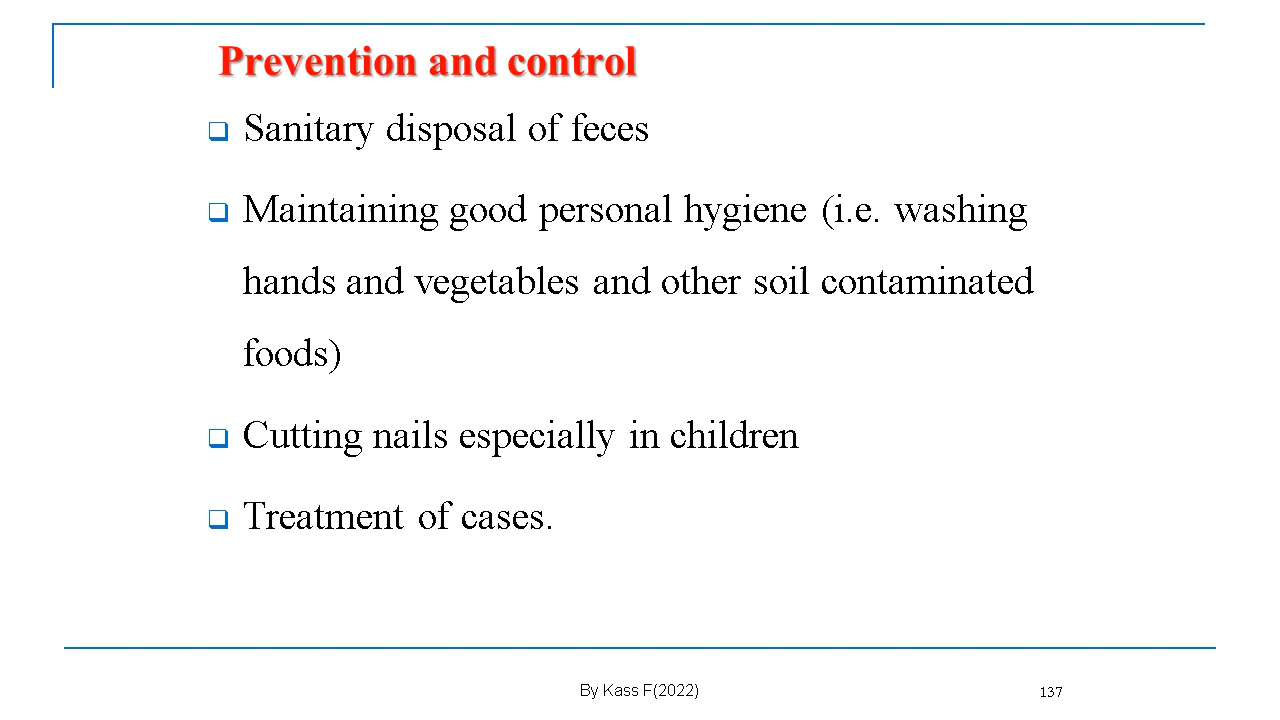 Prevention and control
❑ Sanitary disposal of feces
❑ Maintaining good personal hygiene (i.e. washing
hands and vegetables and other soil contaminated
foods)
❑ Cutting nails especially in children
❑ Treatment of cases.
By Kass F(2022)
137